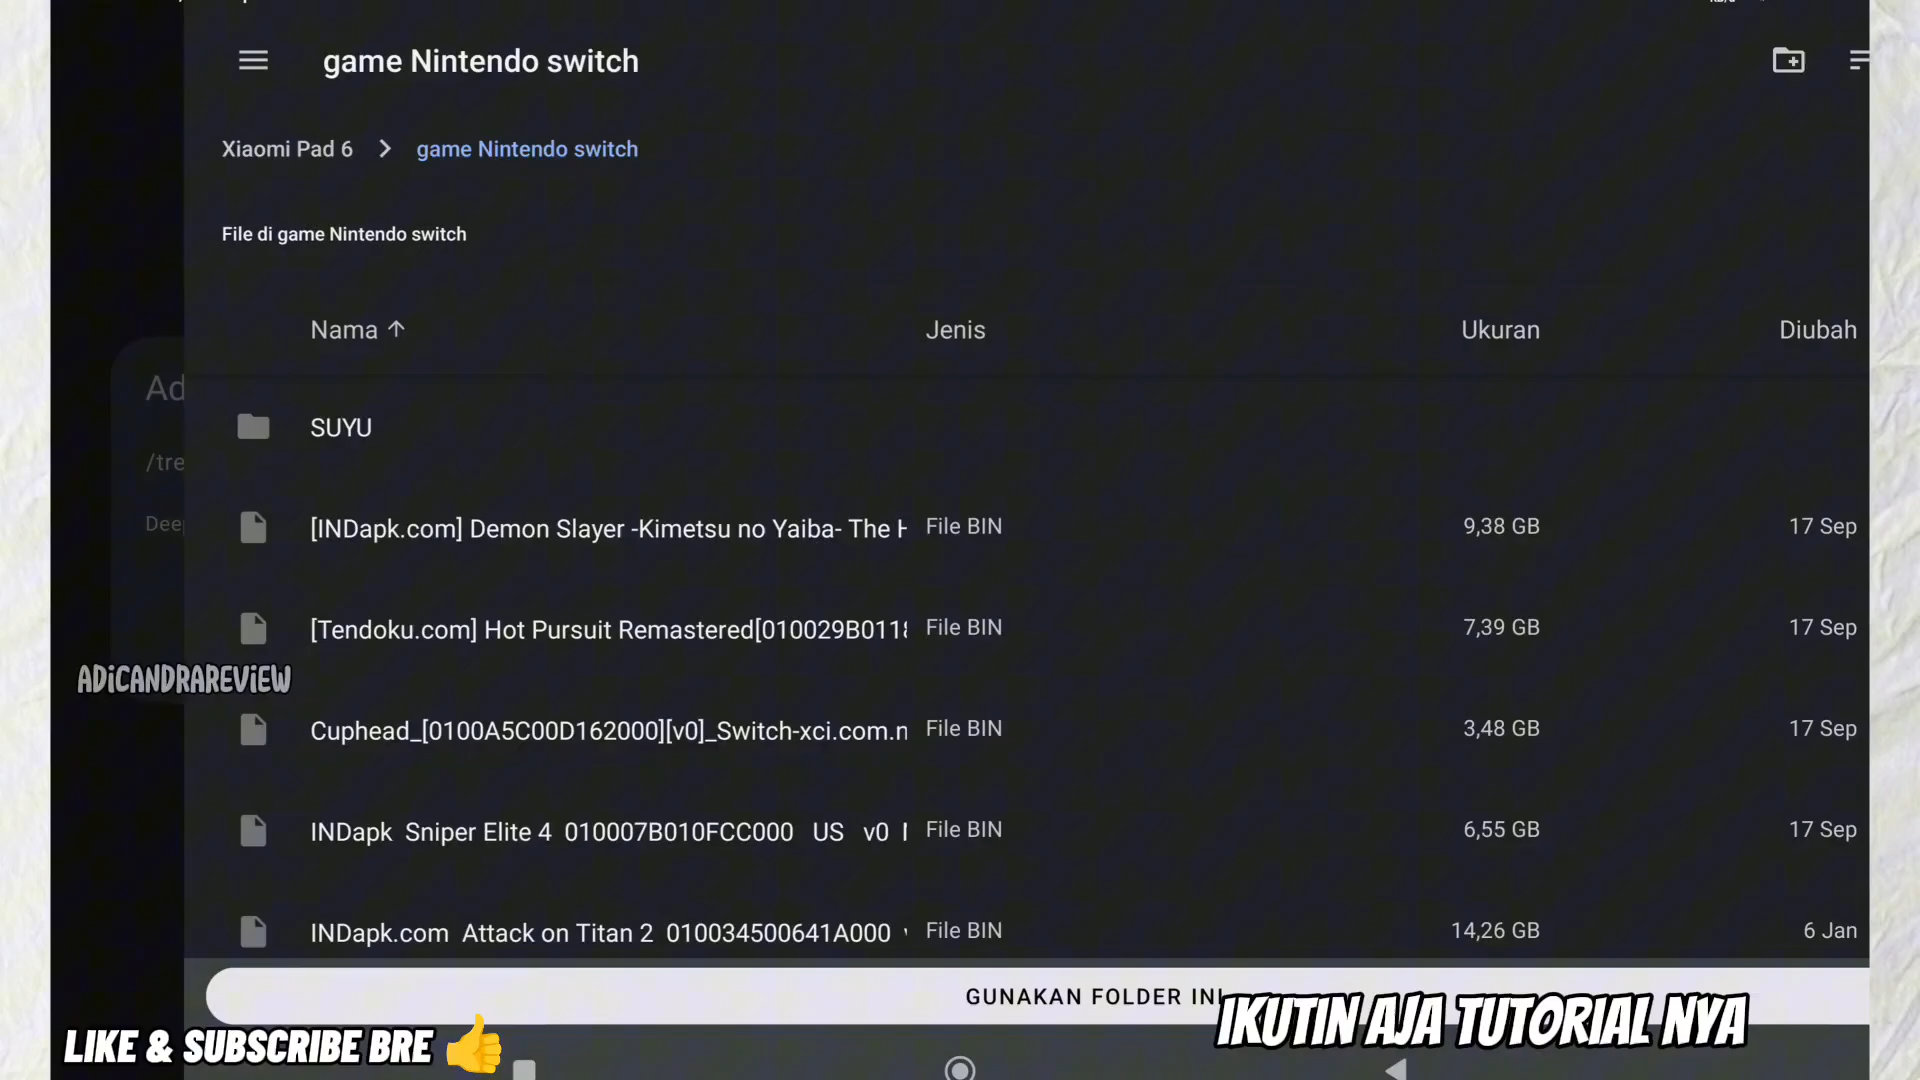 game Nintendo switch
Xiaomi Pad 6 > game Nintendo switch
File di game Nintendo switch
Nama ↑ Jenis Ukuran Diubah
Ad
SUYU
/tre
[INDapk.com] Demon Slayer -Kimetsu no Yaiba- The File BIN 9,38 GB 17 Sep
Dee
[Tendoku.com] Hot Pursuit Remastered[010029B0118 File BIN 7,39 GB 17 Sep
ADiCANDRAREViEW
Cuphead_[0100A5C00D162000][v0]_Switch-xci.com.n File BIN 3,48 GB 17 Sep
INDapk Sniper Elite 4 010007B010FCC000 US v0 File BIN 6,55 GB 17 Sep
INDapk.com Attack on Titan 2 010034500641A000 File BIN 14,26 GB 6 Jan
GUNAKAN FOLDER INI
IKUTIN AJA TUTORIAL NYA
LIKE & SUBSCRIBE BRE 👍